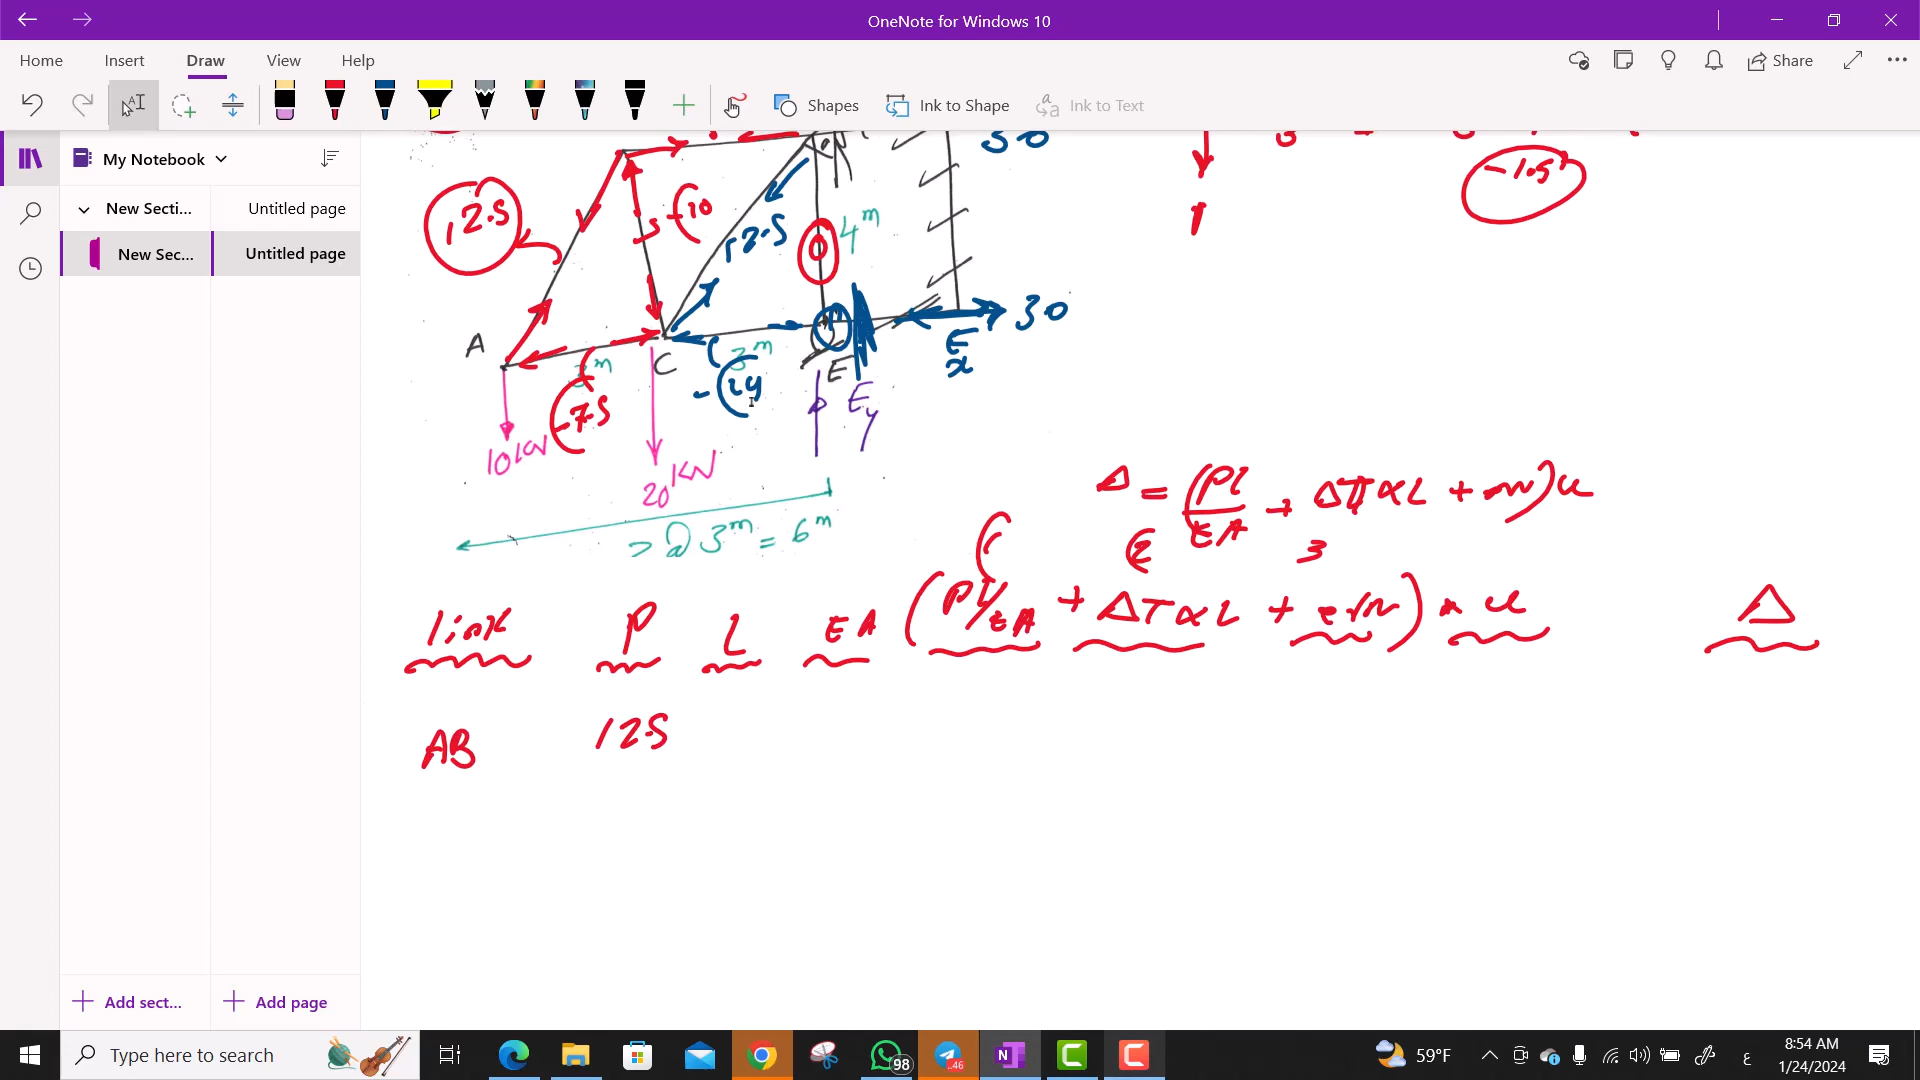 OneNote for Windows 10
Home Insert Draw View Help
Share
Shapes Ink to Shape Ink to Text
My Notebook
New Secti... Untitled page
New Sec... Untitled page
30
-1.5
12.5
-10
12.5
0
4m
30
A
3m
C
3m
E
Ex
-7.5
-24
Ey
10KN
20KN
2@3m = 6m
Δ = (PL/EA + ΔTαL +
link P L EA (PL/EA + ΔTαL + ) * u Δ
AB 12.5
Add sect... Add page
Type here to search
98
46
59°F
ع
8:54 AM
1/24/2024